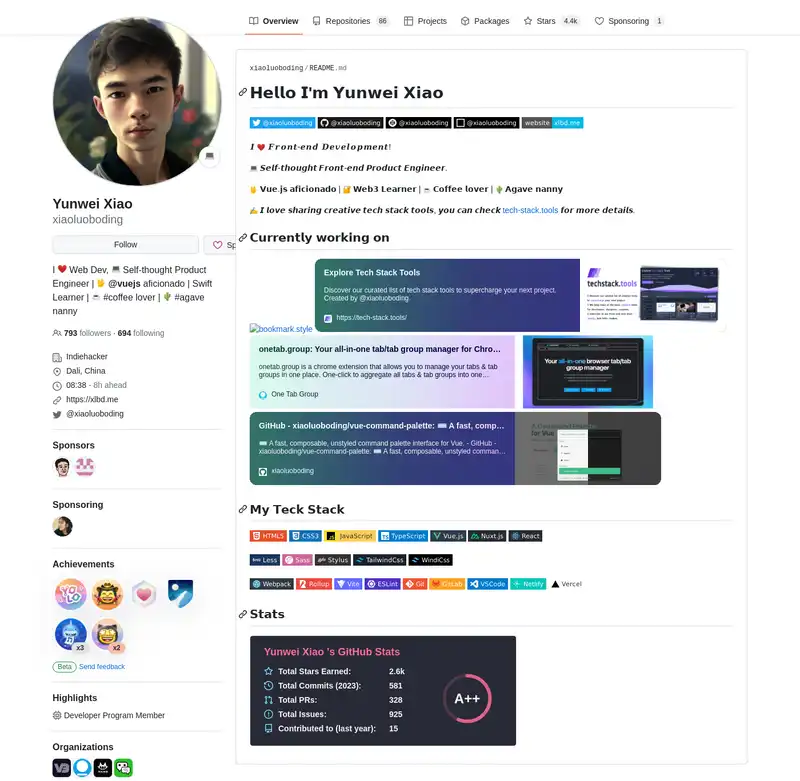 Overview
Repositories 86
Projects
Packages
Stars 4.4k
Sponsoring 1
Yunwei Xiao
xiaoluoboding
Follow
Sp
I ❤️ Web Dev, 💻 Self-thought Product
Engineer | 🖖 @vuejs aficionado | Swift
Learner | ☕ #coffee lover | 🌵 #agave
nanny
793 followers · 694 following
Indiehacker
Dali, China
08:38 - 8h ahead
https://xlbd.me
@xiaoluoboding
Sponsors
Sponsoring
Achievements
YOLO
x3
x2
Beta Send feedback
Highlights
Developer Program Member
Organizations
xiaoluoboding/README.md
Hello I'm Yunwei Xiao
@xiaoluoboding @xiaoluoboding @xiaoluoboding @xiaoluoboding website xlbd.me
I ❤️ Front-end Development!
💻 Self-thought Front-end Product Engineer.
🖖 Vue.js aficionado | 🥳 Web3 Learner | ☕ Coffee lover | 🌵 Agave nanny
✍️ I love sharing creative tech stack tools, you can check tech-stack.tools for more details.
Currently working on
Explore Tech Stack Tools
Discover our curated list of tech stack tools to supercharge your next project.
Created by @xiaoluoboding.
https://tech-stack.tools/
techstack.tools
bookmark.style
onetab.group: Your all-in-one tab/tab group manager for Chro...
onetab.group is a chrome extension that allows you to manage your tabs & tab
groups in one place. One-click to aggregate all tabs & tab groups into one...
One Tab Group
Your all-in-one browser tab/tab
group manager
GitHub - xiaoluoboding/vue-command-palette: ⌨️ A fast, comp...
⌨️ A fast, composable, unstyled command palette interface for Vue. - GitHub -
xiaoluoboding/vue-command-palette: ⌨️ A fast, composable, unstyled comman...
xiaoluoboding
for Vue
My Teck Stack
HTML5 CSS3 JavaScript TypeScript Vue.js Nuxt.js React
Less Sass Stylus TailwindCss WindiCss
Webpack Rollup Vite ESLint Git GitLab VSCode Netlify Vercel
Stats
Yunwei Xiao 's GitHub Stats
Total Stars Earned: 2.6k
Total Commits (2023): 581
Total PRs: 328
Total Issues: 925
Contributed to (last year): 15
A++